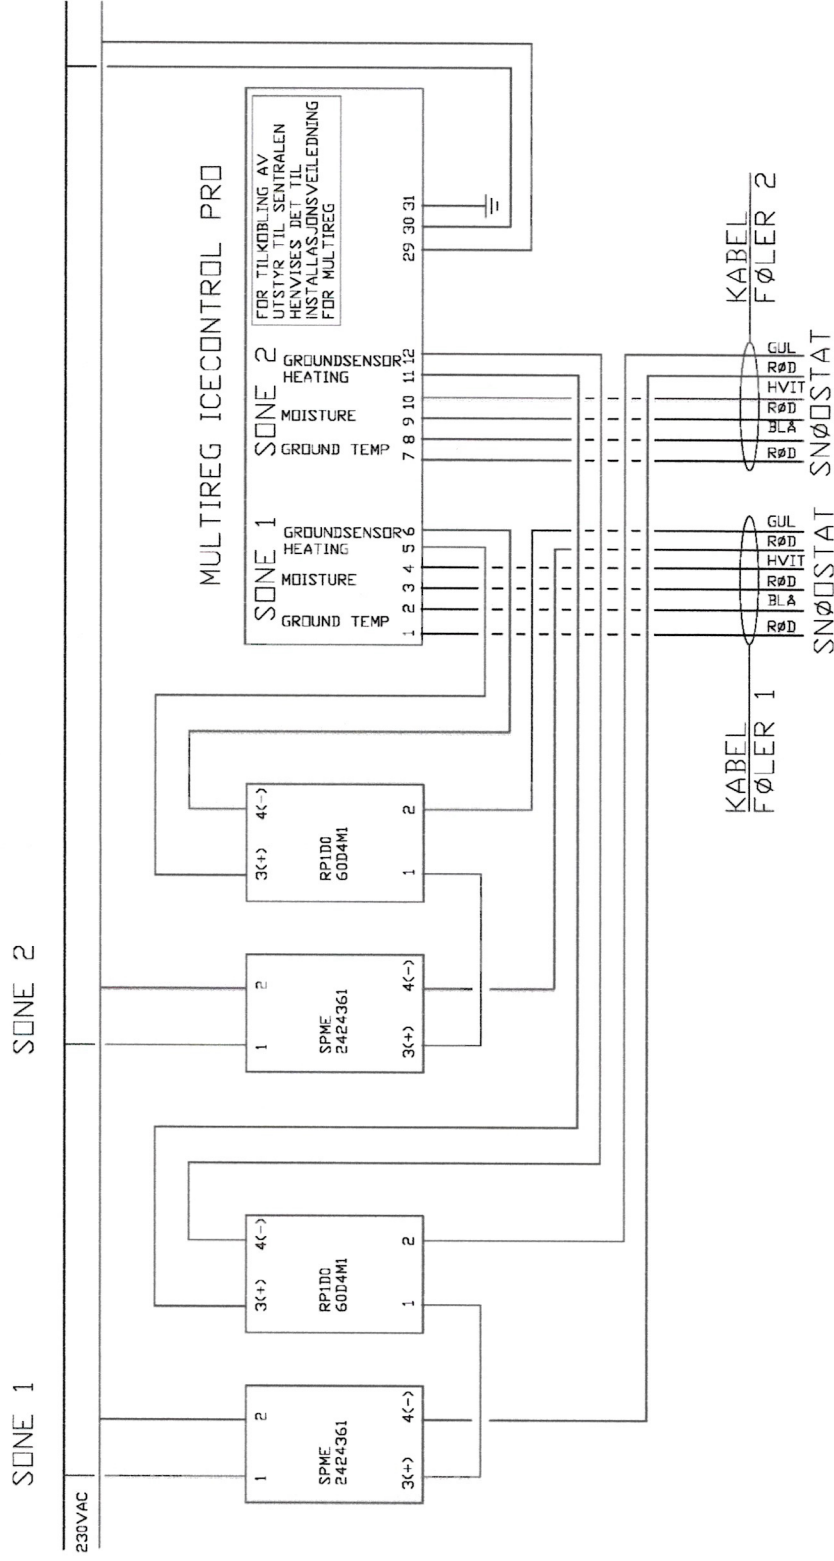 SONE 1
SONE 2
230VAC
MULTIREG ICECONTROL PRO
1
2
SPME
2424361
3(+)
4(-)
3(+)
4(-)
RP1D0
60D4M1
1
2
1
2
SPME
2424361
3(+)
4(-)
3(+)
4(-)
RP1D0
60D4M1
1
2
SONE 1
GROUNDSENSOR
HEATING
MOISTURE
GROUND TEMP
1
2
3
4
5
6
SONE 2
GROUNDSENSOR
HEATING
MOISTURE
GROUND TEMP
7
8
9
10
11
12
FOR TILKOBLING AV
UTSTYR TIL SENTRALEN
HENVISES DET TIL
INSTALLASJONSVEILEDNING
FOR MULTIREG
29
30
31
KABEL
FØLER 1
RØD
BLÅ
RØD
HVIT
RØD
GUL
SNØOSTAT
RØD
BLÅ
RØD
HVIT
RØD
GUL
SNØOSTAT
KABEL
FØLER 2